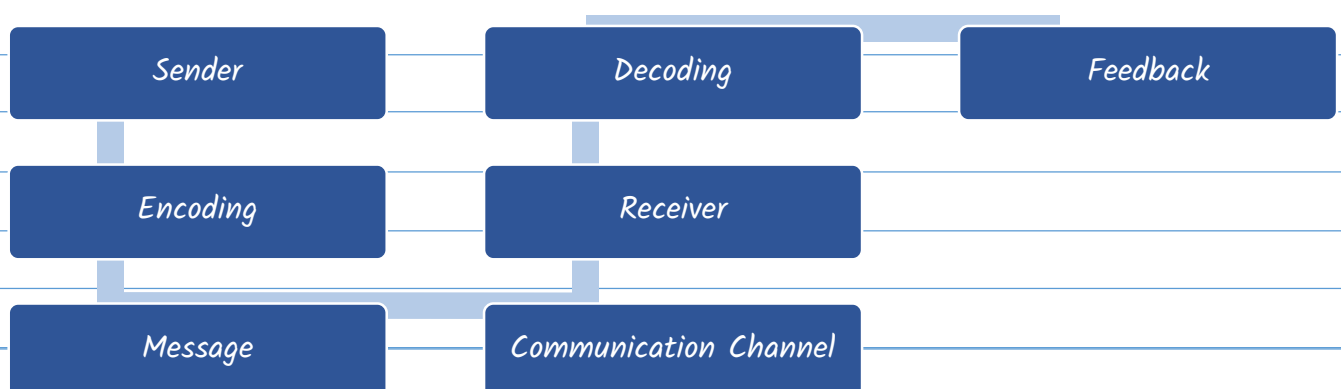 Sender
Decoding
Feedback
Encoding
Receiver
Message
Communication Channel